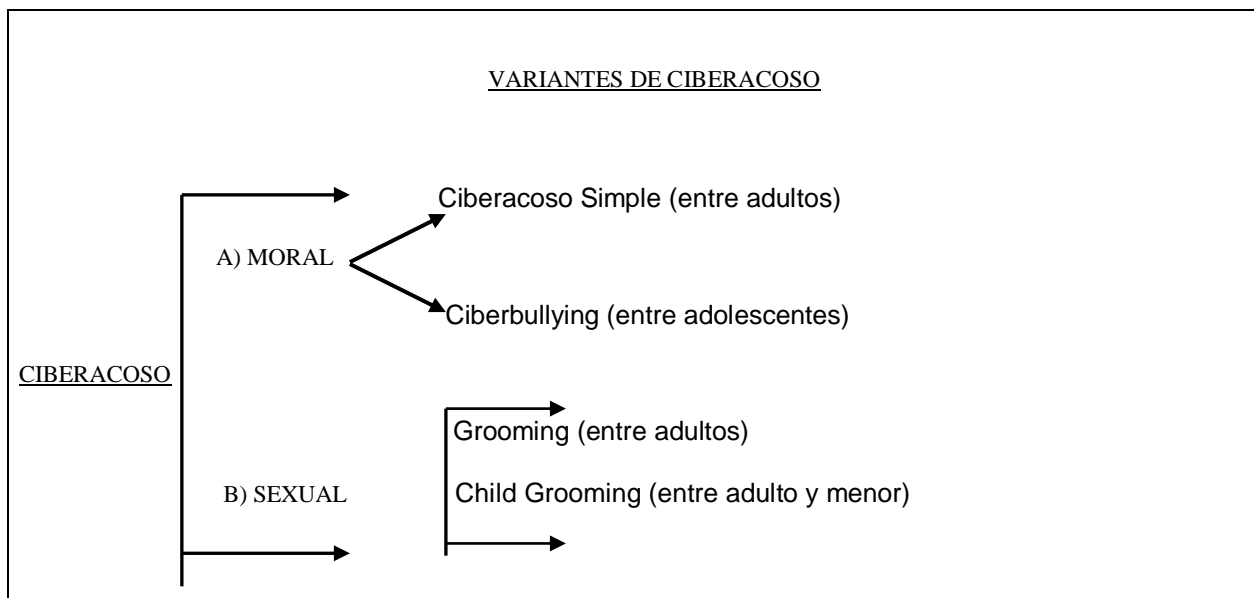 VARIANTES DE CIBERACOSO
Ciberacoso Simple (entre adultos)
A) MORAL
Ciberbullying (entre adolescentes)
CIBERACOSO
Grooming (entre adultos)
B) SEXUAL
Child Grooming (entre adulto y menor)